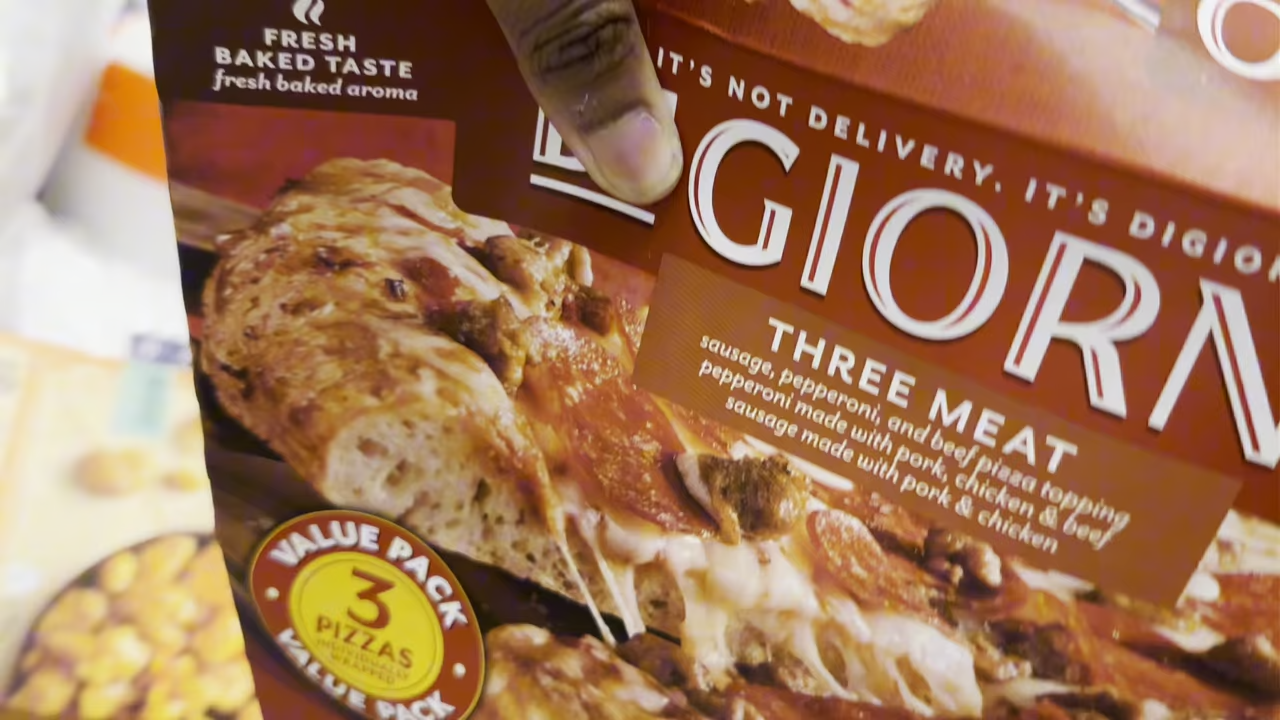 FRESH
BAKED TASTE
fresh baked aroma
IT'S NOT DELIVERY. IT'S DIGIOR
GIORN
THREE MEAT
sausage, pepperoni, and beef pizza topping
pepperoni made with pork, chicken & beef
sausage made with pork & chicken
VALUE PACK
3
PIZZAS
INDIVIDUALLY
WRAPPED
VALUE PACK